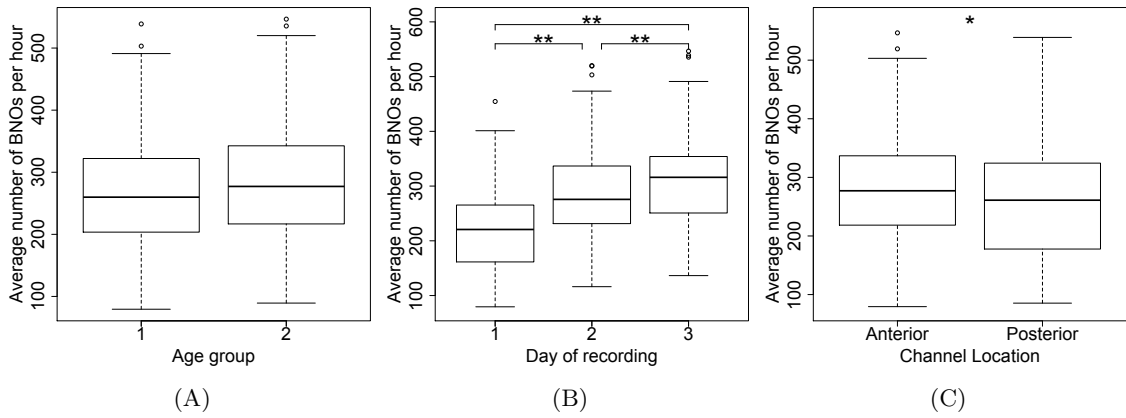 Average number of BNOs per hour
500
400
300
200
100
1 2
Age group
(A)
Average number of BNOs per hour
600
500
400
300
200
100
**
** **
1 2 3
Day of recording
(B)
Average number of BNOs per hour
500
400
300
200
100
*
Anterior Posterior
Channel Location
(C)